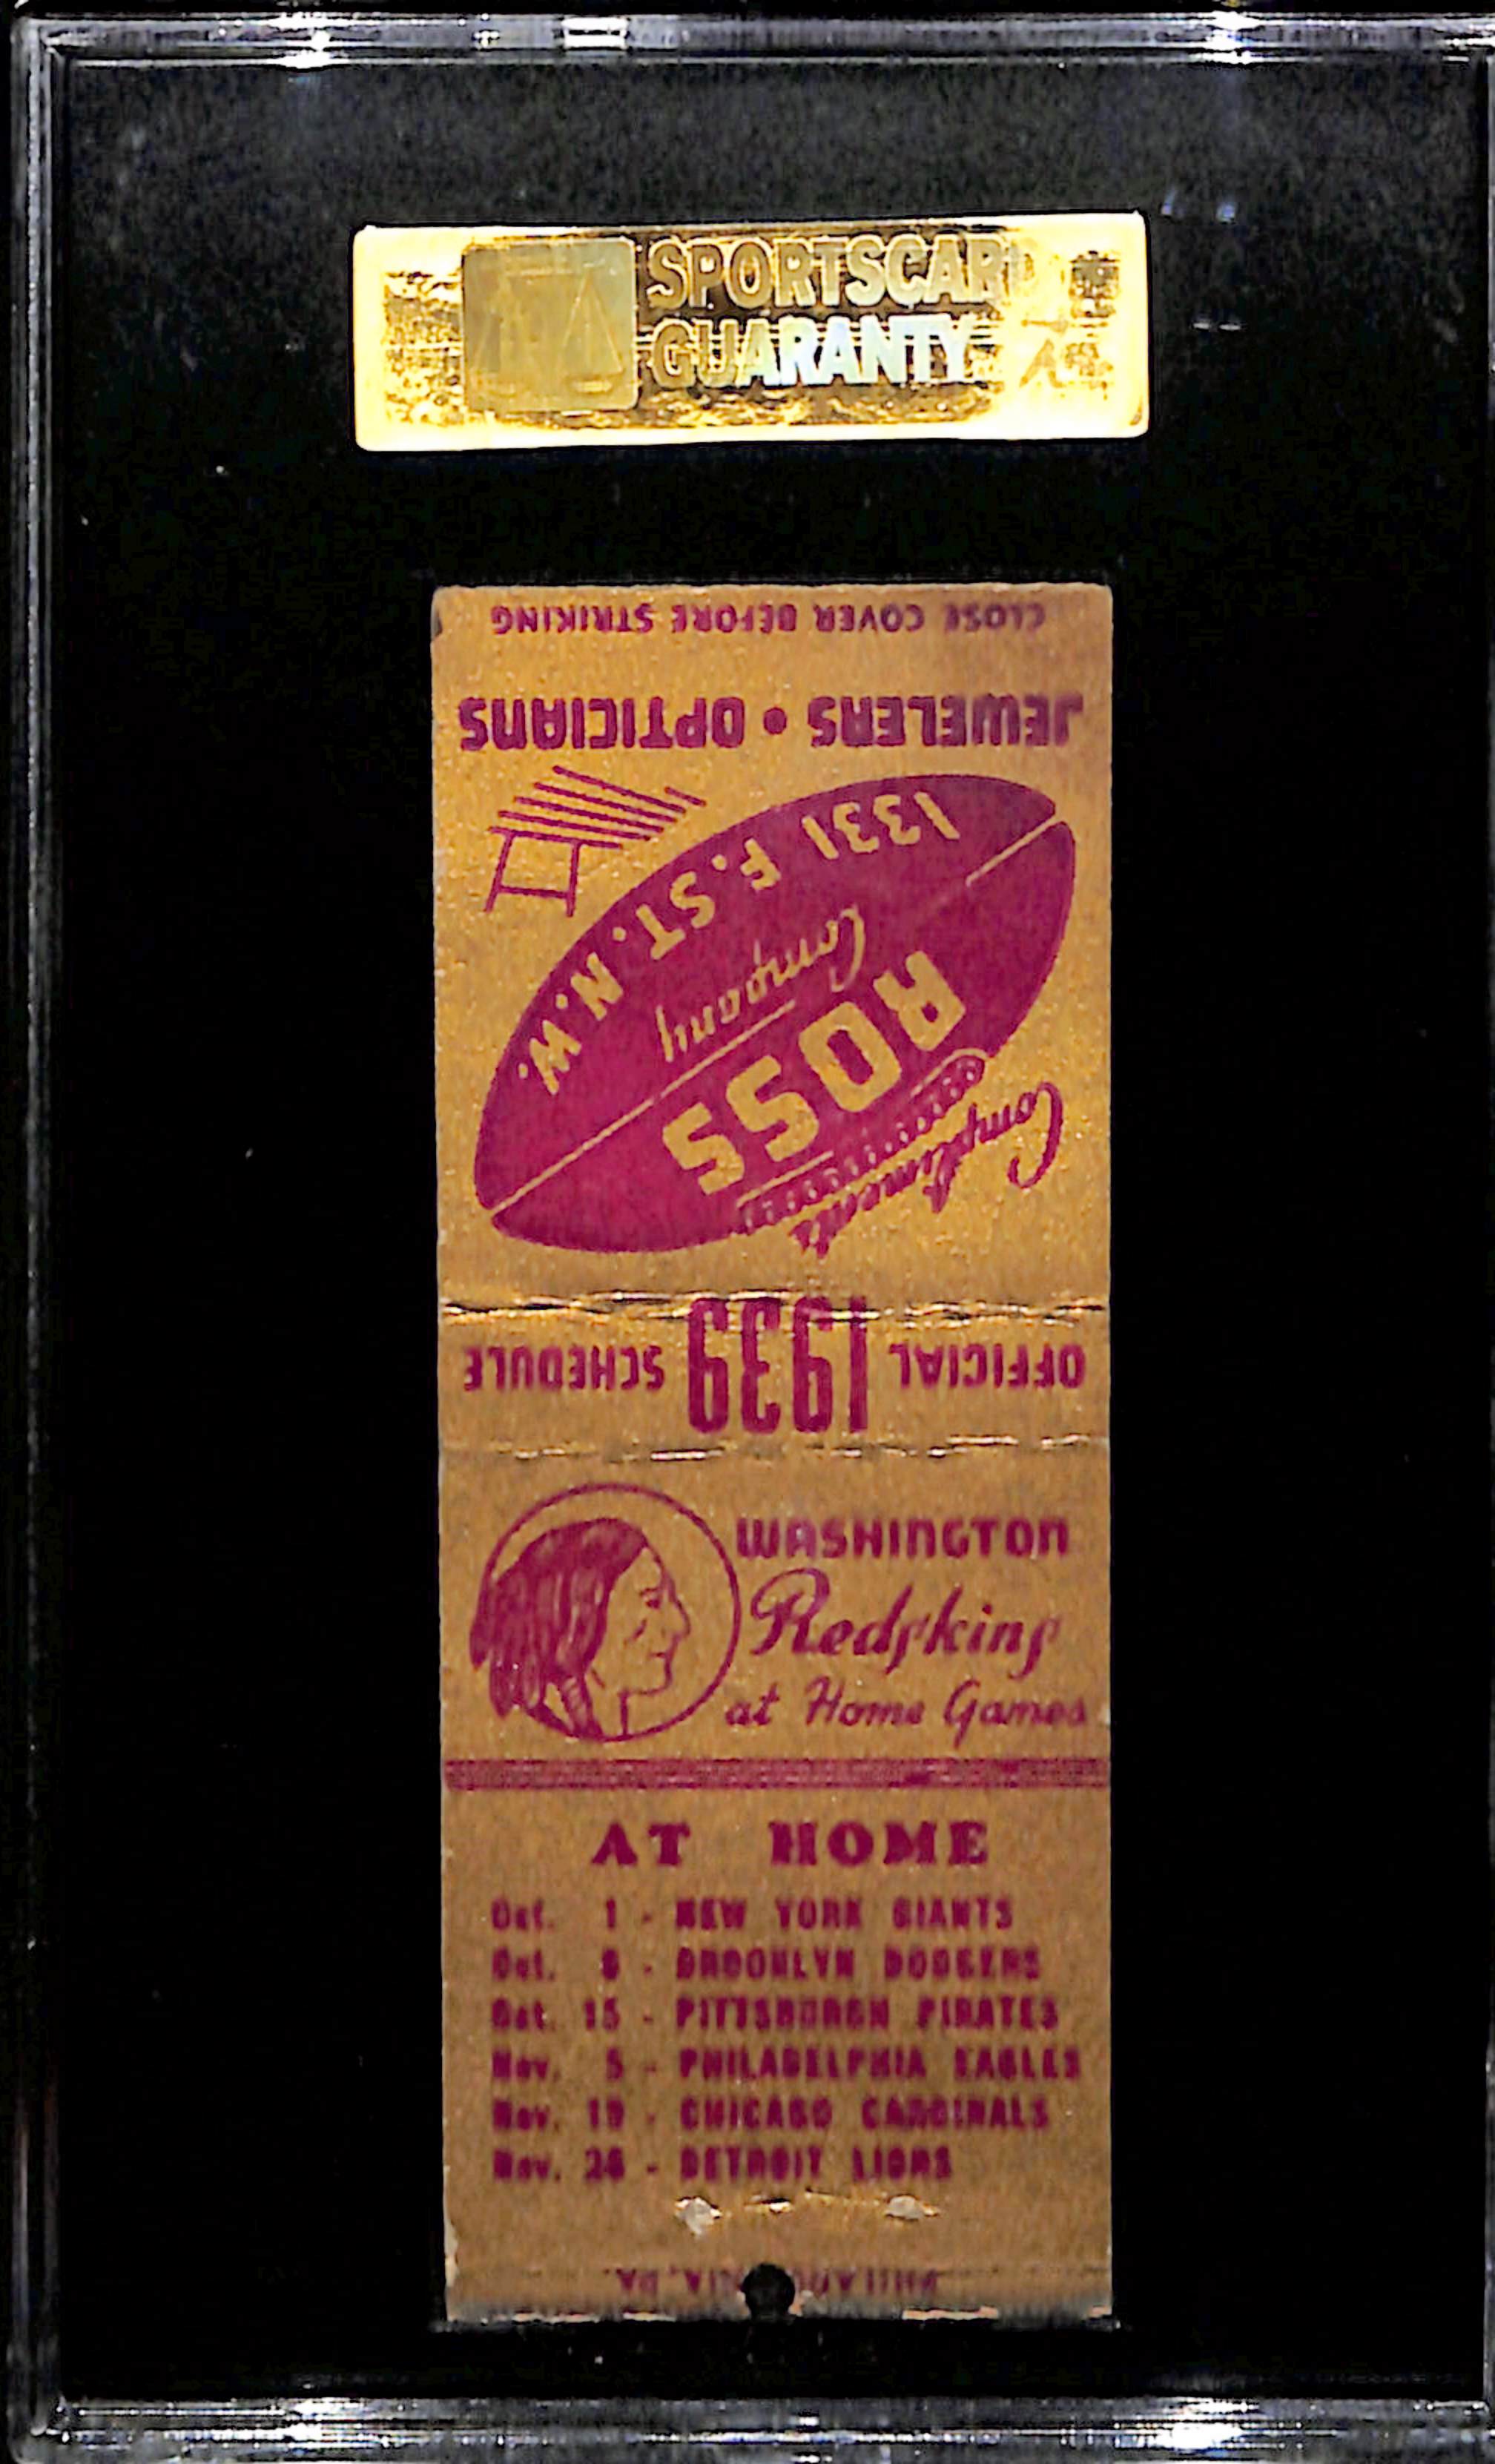 SPORTSCARD
GUARANTY
CLOSE COVER BEFORE STRIKING
JEWELERS • OPTICIANS
1331 F. ST. N.W.
Company
ROSS
Compliments
OFFICIAL 1939 SCHEDULE
WASHINGTON
Redskins
at Home Games
AT HOME
Oct. 1 - NEW YORK GIANTS
Oct. 8 - BROOKLYN DODGERS
Oct. 15 - PITTSBURGH PIRATES
Nov. 5 - PHILADELPHIA EAGLES
Nov. 19 - CHICAGO CARDINALS
Nov. 26 - DETROIT LIONS